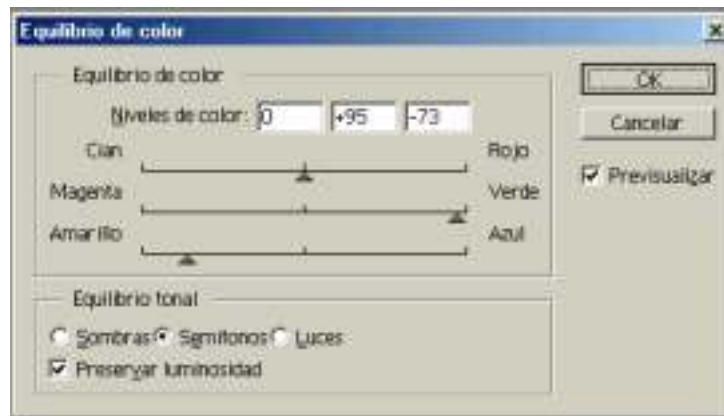 Equilibrio de color
Equilibrio de color
Niveles de color: 0 +95 -73
Cian Rojo
Magenta Verde
Amarillo Azul
Equilibrio tonal
Sombras Semitonos Luces
Preservar luminosidad
OK
Cancelar
Previsualizar